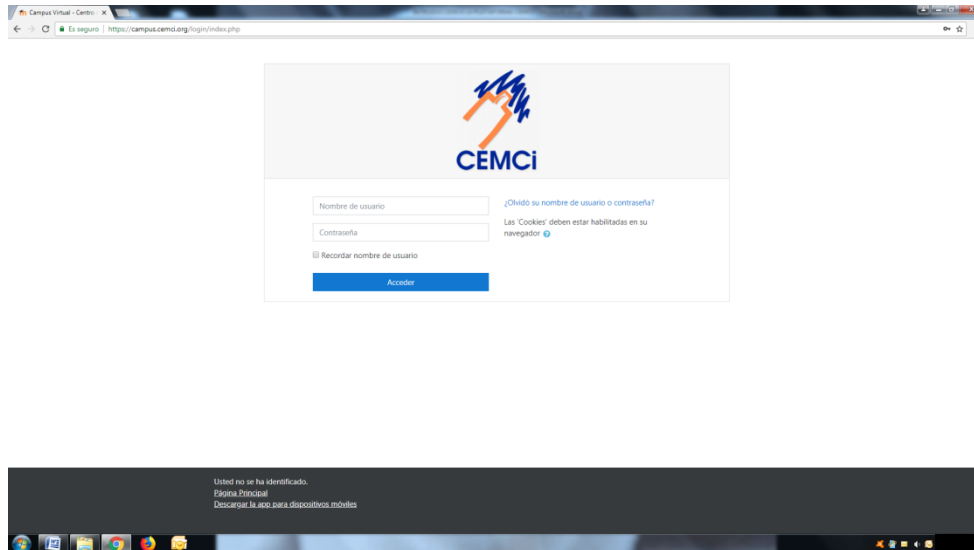 Campus Virtual - Centro
Es seguro | https://campus.cemci.org/login/index.php
CEMCi
Nombre de usuario
¿Olvidó su nombre de usuario o contraseña?
Las 'Cookies' deben estar habilitadas en su
Contraseña
navegador
Recordar nombre de usuario
Acceder
Usted no se ha identificado.
Página Principal
Descargar la app para dispositivos móviles